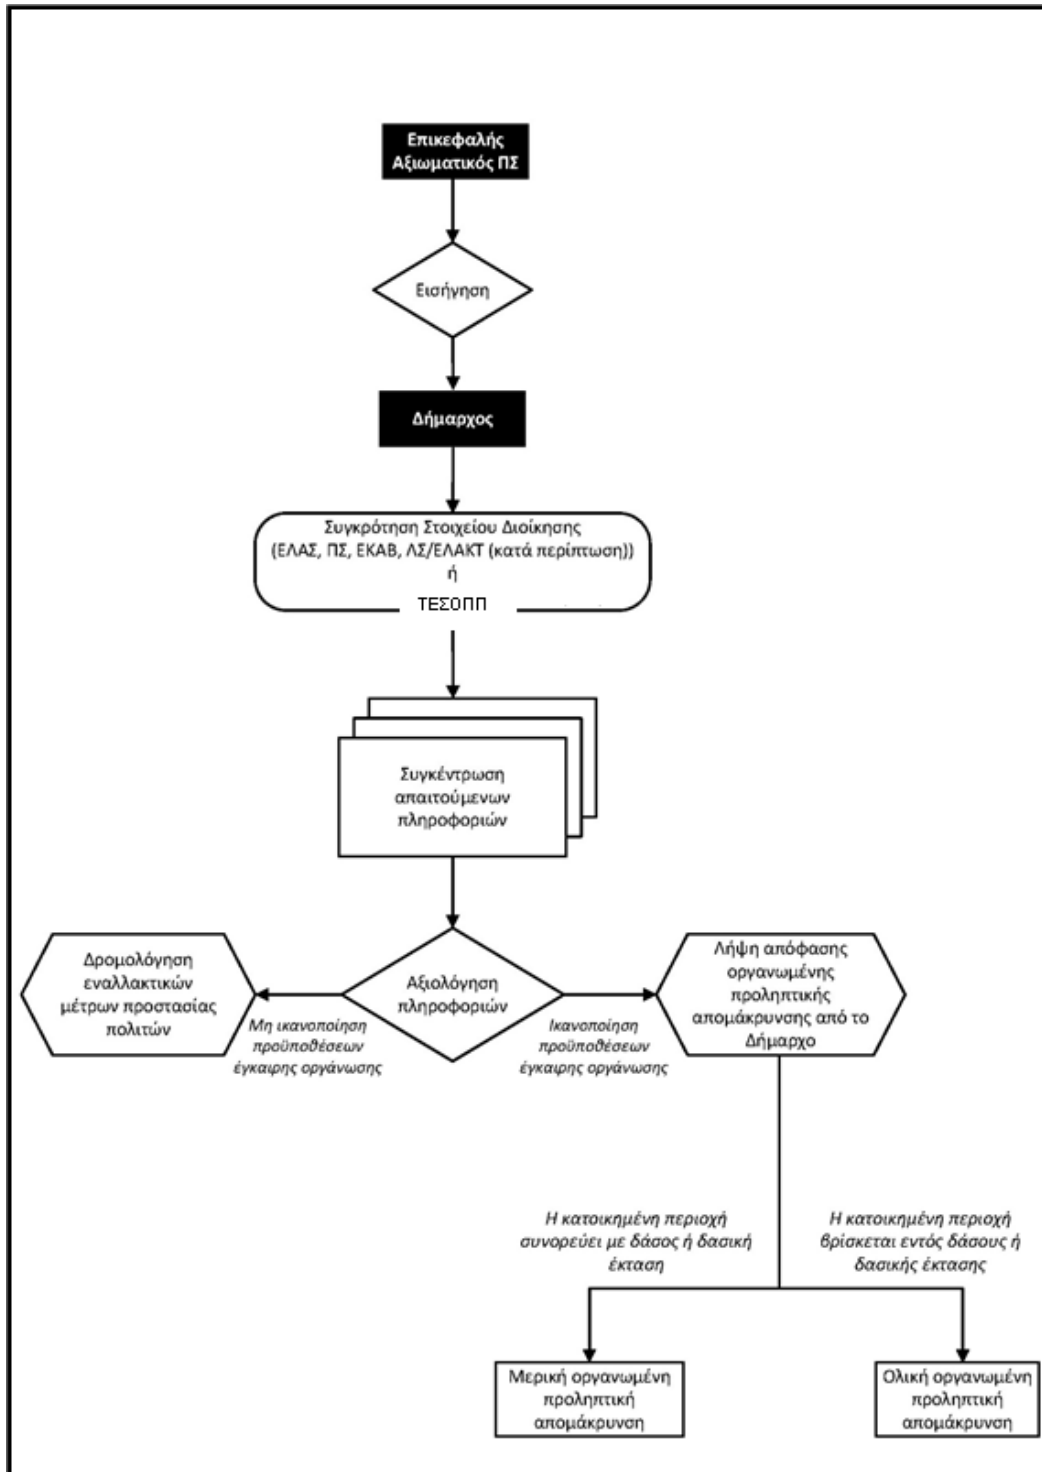 Επικεφαλής
Αξιωματικός ΠΣ
Εισήγηση
Δήμαρχος
Συγκρότηση Στοιχείου Διοίκησης
(ΕΛΑΣ, ΠΣ, ΕΚΑΒ, ΛΣ/ΕΛΑΚΤ (κατά περίπτωση))
ή
ΤΕΣΟΠΠ
Συγκέντρωση
απαιτούμενων
πληροφοριών
Δρομολόγηση
εναλλακτικών
μέτρων προστασίας
πολιτών
Αξιολόγηση
πληροφοριών
Λήψη απόφασης
οργανωμένης
προληπτικής
απομάκρυνσης από το
Δήμαρχο
Μη ικανοποίηση
προϋποθέσεων
έγκαιρης οργάνωσης
Ικανοποίηση
προϋποθέσεων
έγκαιρης οργάνωσης
Η κατοικημένη περιοχή
συνορεύει με δάσος ή δασική
έκταση
Η κατοικημένη περιοχή
βρίσκεται εντός δάσους ή
δασικής έκτασης
Μερική οργανωμένη
προληπτική
απομάκρυνση
Ολική οργανωμένη
προληπτική
απομάκρυνση